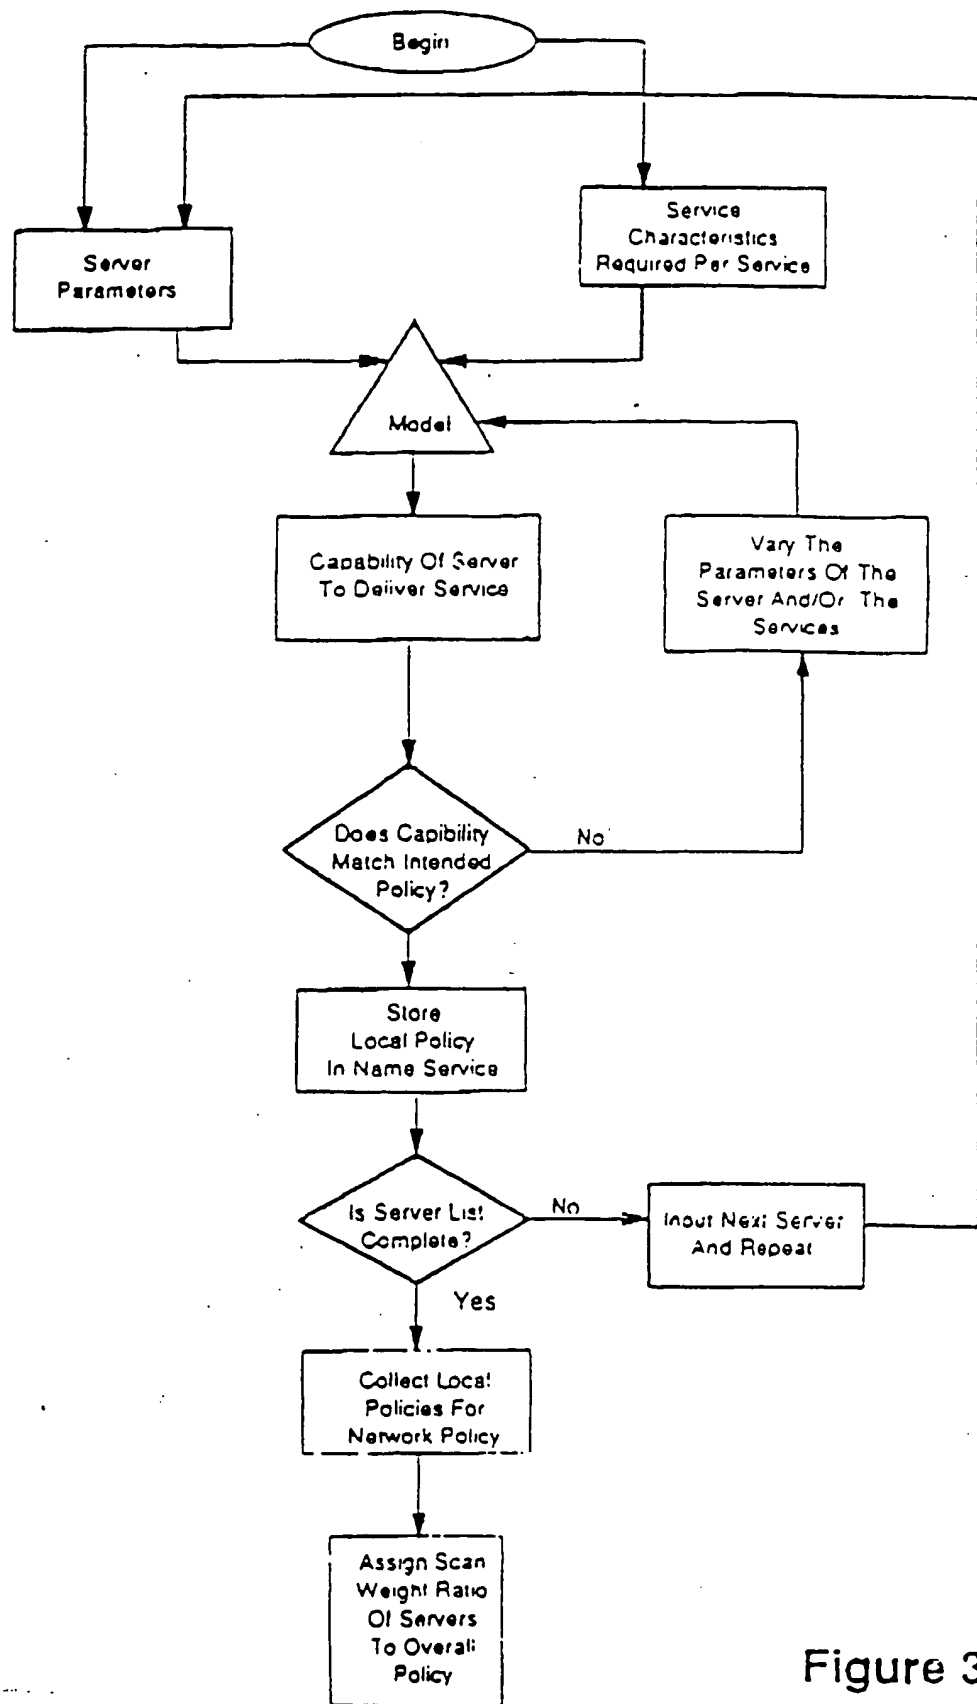 Begin
Server
Parameters
Service
Characteristics
Required Per Service
Model
Capability Of Server
To Deliver Service
Vary The
Parameters Of The
Server And/Or The
Services
Does Capibility
Match Intended
Policy?
No
Store
Local Policy
In Name Service
Is Server List
Complete?
No
Input Next Server
And Repeat
Yes
Collect Local
Policies For
Network Policy
Assign Scan
Weight Ratio
Of Servers
To Overall
Policy
Figure 3